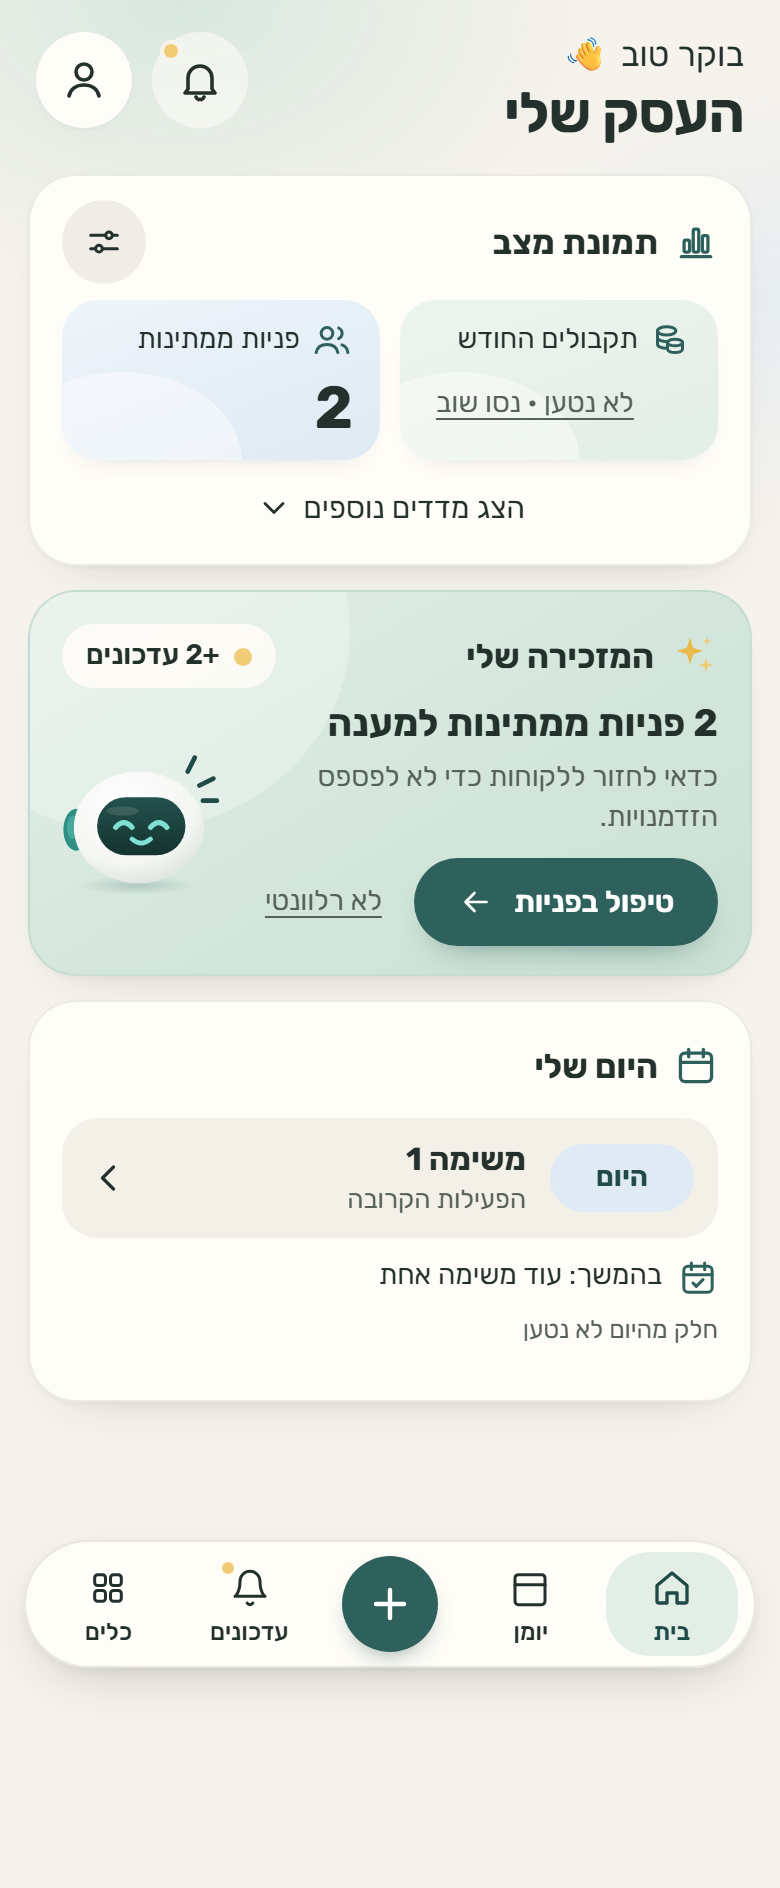 בוקר טוב 👋
העסק שלי
תמונת מצב
תקבולים החודש
לא נטען • נסו שוב
פניות ממתינות
2
הצג מדדים נוספים
המזכירה שלי
+2 עדכונים
2 פניות ממתינות למענה
כדאי לחזור ללקוחות כדי לא לפספס
הזדמנויות.
טיפול בפניות
לא רלוונטי
היום שלי
היום
משימה 1
הפעילות הקרובה
בהמשך: עוד משימה אחת
חלק מהיום לא נטען
בית
יומן
עדכונים
כלים